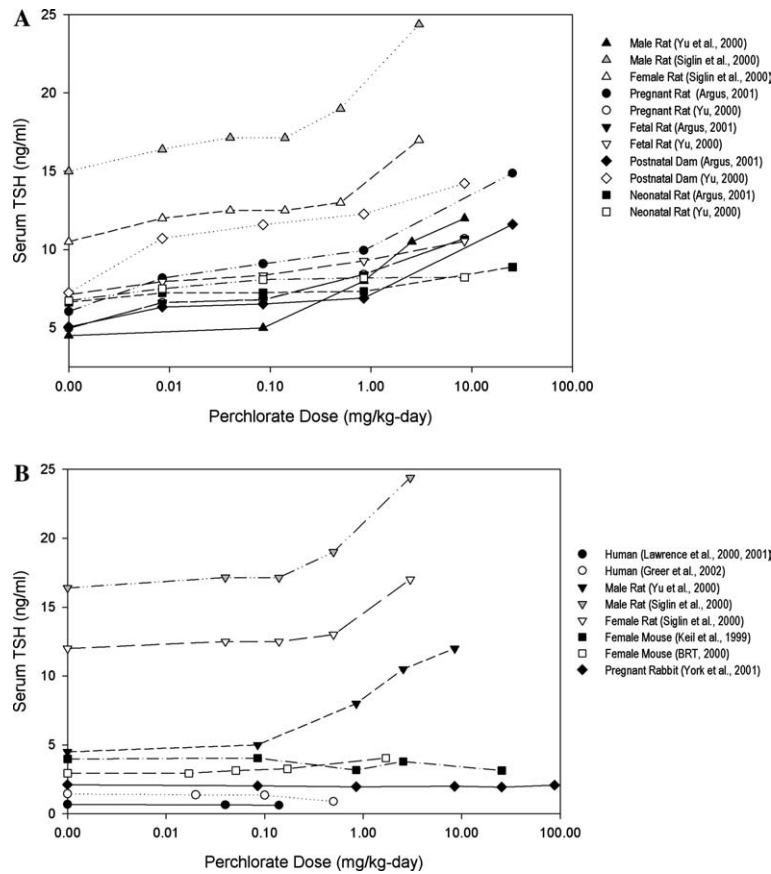 A
25
20
15
10
5
Serum TSH (ng/ml)
0.00 0.01 0.10 1.00 10.00 100.00
Perchlorate Dose (mg/kg-day)
Male Rat (Yu et al., 2000)
Male Rat (Siglin et al., 2000)
Female Rat (Siglin et al., 2000)
Pregnant Rat (Argus, 2001)
Pregnant Rat (Yu, 2000)
Fetal Rat (Argus, 2001)
Fetal Rat (Yu, 2000)
Postnatal Dam (Argus, 2001)
Postnatal Dam (Yu, 2000)
Neonatal Rat (Argus, 2001)
Neonatal Rat (Yu, 2000)
B
25
20
15
10
5
0
Serum TSH (ng/ml)
0.00 0.01 0.10 1.00 10.00 100.00
Perchlorate Dose (mg/kg-day)
Human (Lawrence et al., 2000, 2001)
Human (Greer et al., 2002)
Male Rat (Yu et al., 2000)
Male Rat (Siglin et al., 2000)
Female Rat (Siglin et al., 2000)
Female Mouse (Keil et al., 1999)
Female Mouse (BRT, 2000)
Pregnant Rabbit (York et al., 2001)